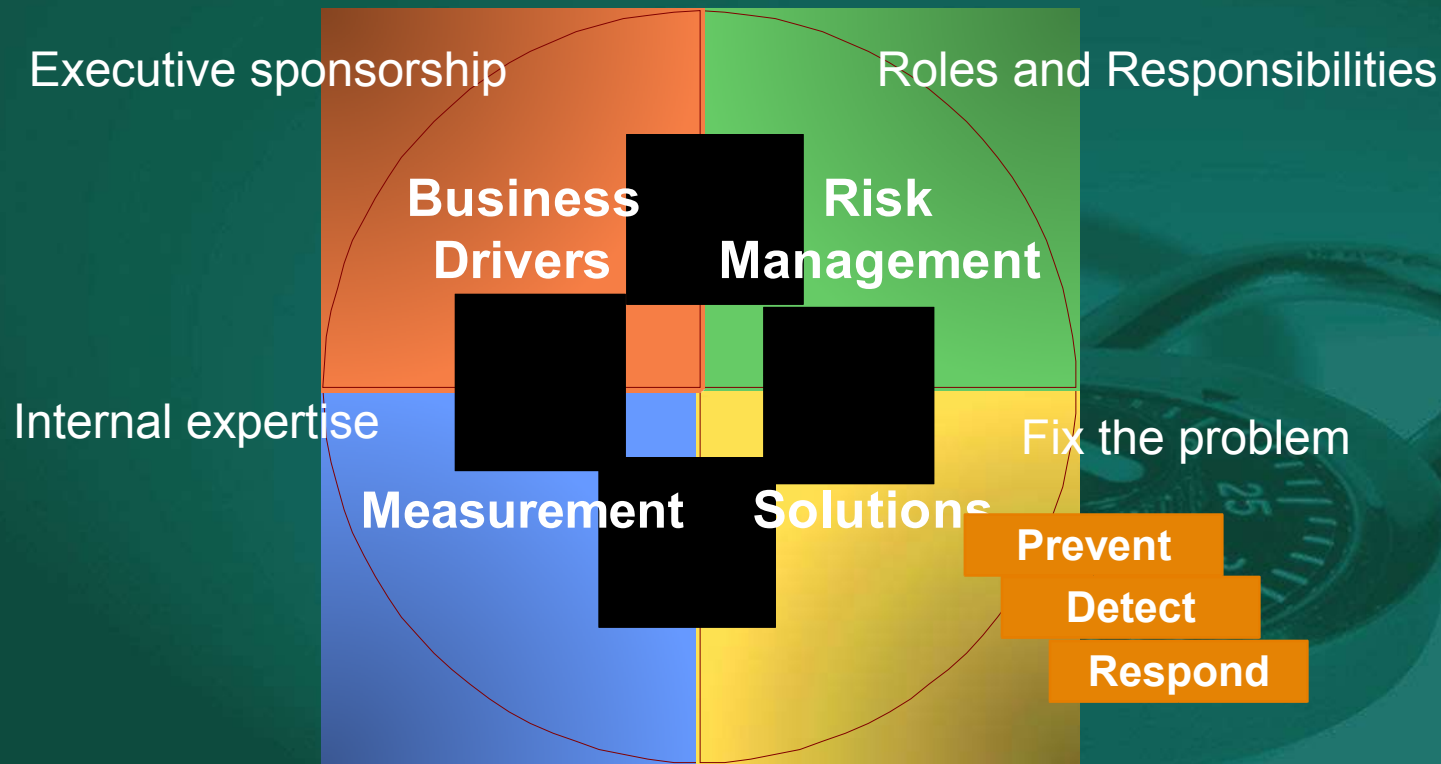 Executive sponsorship
Roles and Responsibilities
Business
Drivers
Risk
Management
Internal expertise
Fix the problem
Measurement
Solutions
Prevent
Detect
Respond
25